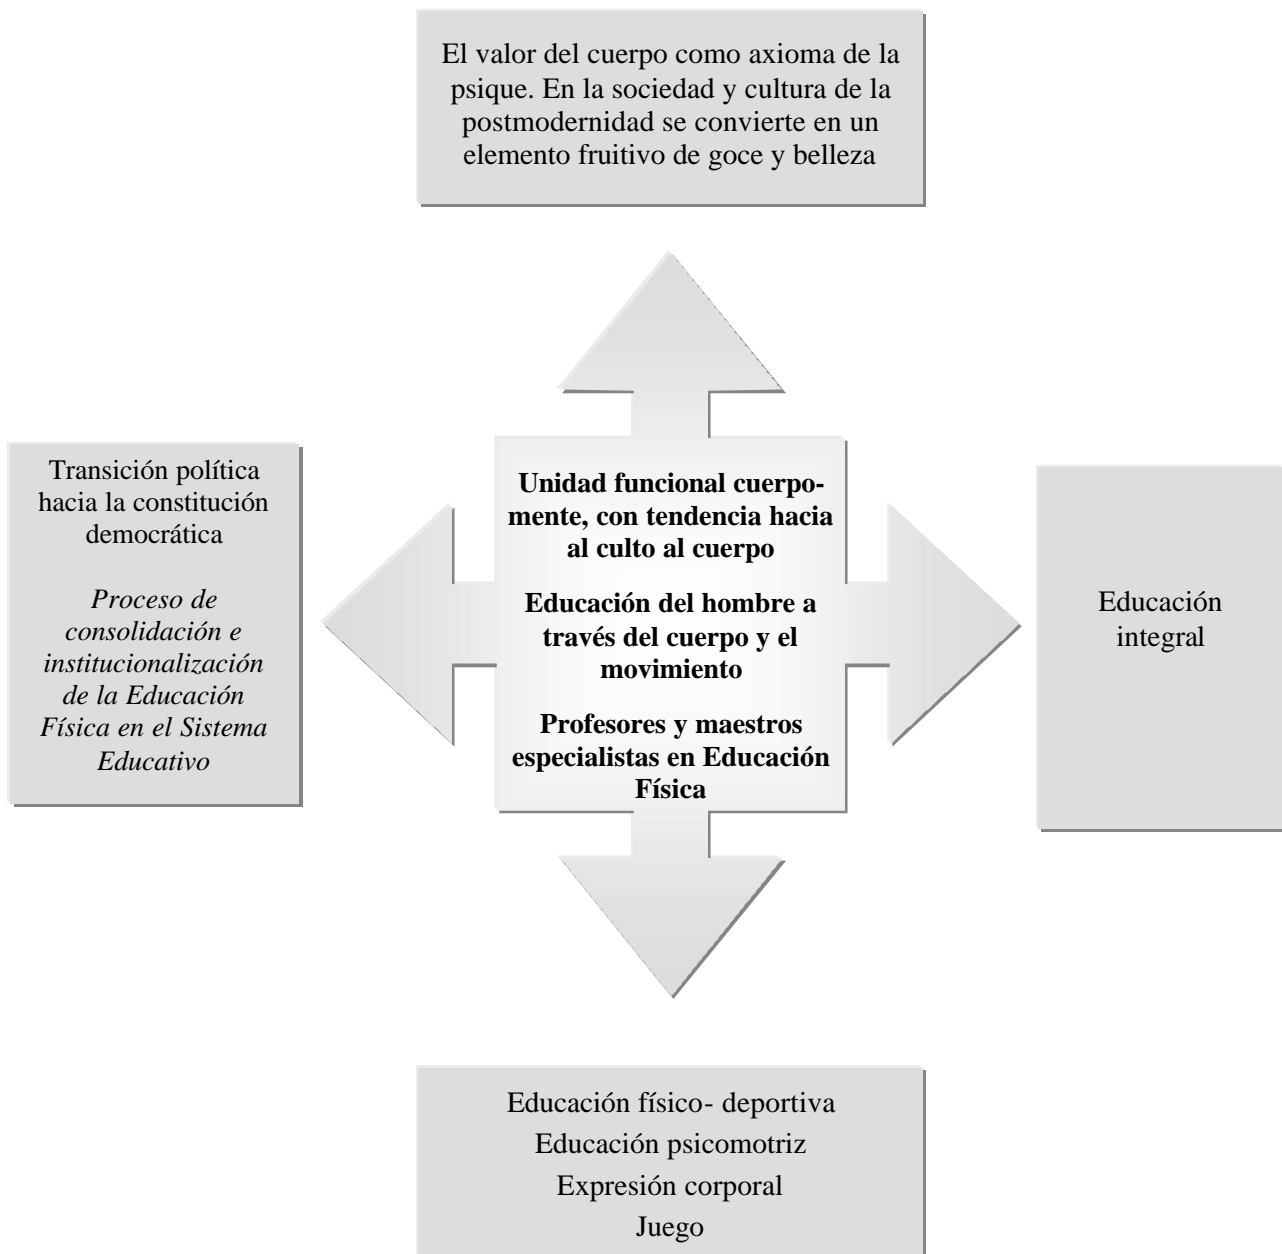 El valor del cuerpo como axioma de la
psique. En la sociedad y cultura de la
postmodernidad se convierte en un
elemento fruitivo de goce y belleza
Transición política
hacia la constitución
democrática
Proceso de
consolidación e
institucionalización
de la Educación
Física en el Sistema
Educativo
Unidad funcional cuerpo-
mente, con tendencia hacia
al culto al cuerpo
Educación del hombre a
través del cuerpo y el
movimiento
Profesores y maestros
especialistas en Educación
Física
Educación
integral
Educación físico- deportiva
Educación psicomotriz
Expresión corporal
Juego